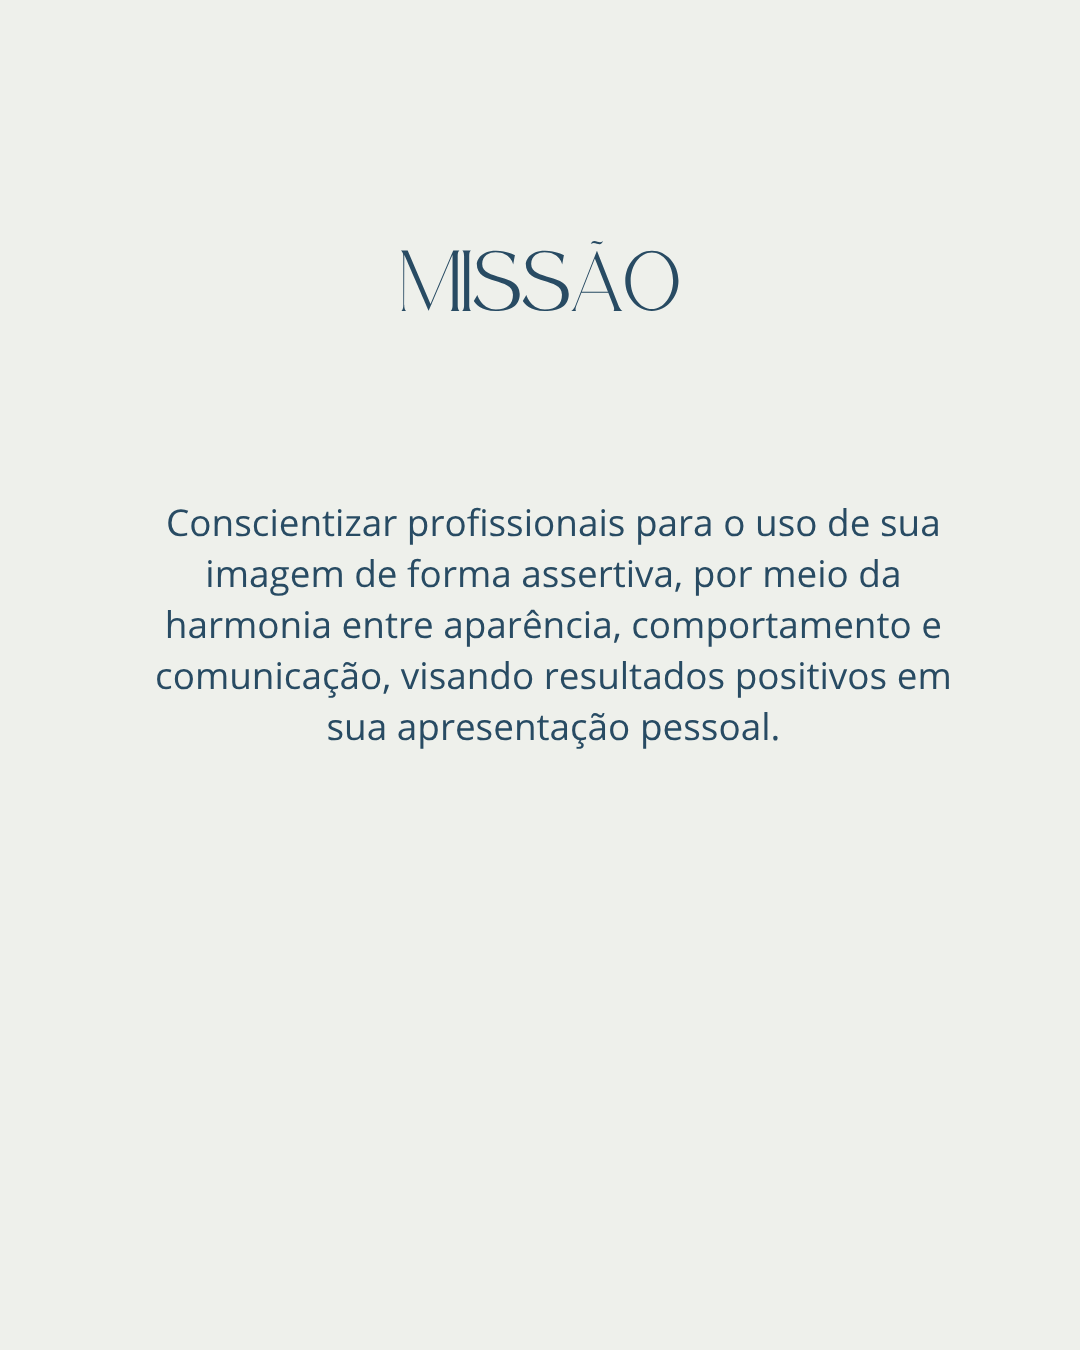 MISSÃO
Conscientizar profissionais para o uso de sua
imagem de forma assertiva, por meio da
harmonia entre aparência, comportamento e
comunicação, visando resultados positivos em
sua apresentação pessoal.